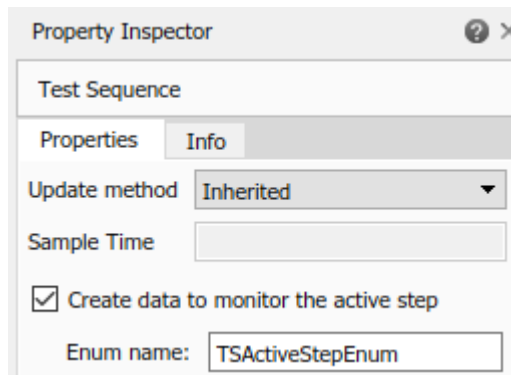 Property Inspector
Test Sequence
Properties Info
Update method Inherited
Sample Time
Create data to monitor the active step
Enum name: TSActiveStepEnum